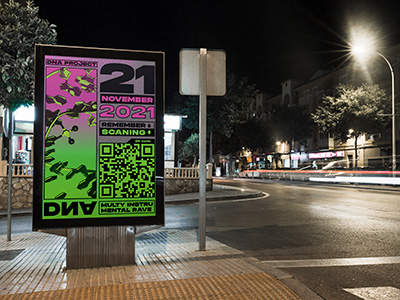 DNA PROJECT:
21
NOVEMBER
2021
REMEMBER
SCANING
DNA
MULTY INSTRU
MENTAL RAVE